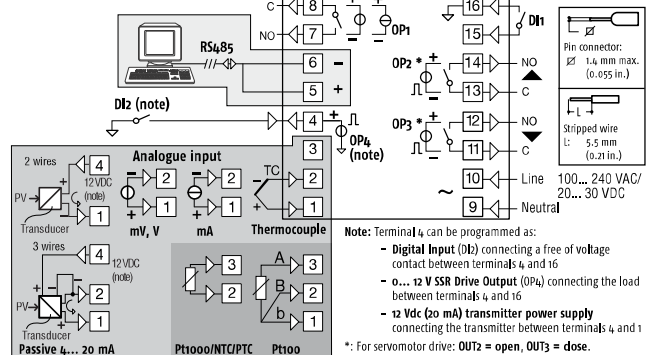 C 8 16
NO 7 OP1 15 DI1
RS485
6 -
5 +
OP2 * 14 NO
13 C
Pin connector:
1.4 mm max.
(0.055 in.)
L
Stripped wire
L: 5.5 mm
(0.21 in.)
DI2 (note)
4 OP4
(note)
OP3 * 12 NO
11 C
3
TC 2
1
Thermocouple
~ 10 Line 100... 240 VAC/
20... 30 VDC
9 Neutral
Analogue input
2 wires
4
12 VDC
(note)
PV
1
Transducer
2
1
mV, V
2
1
mA
3 wires
4
12 VDC
(note)
PV
2
1
Transducer
Passive 4... 20 mA
3
2
Pt1000/NTC/PTC
A 3
B 2
b 1
Pt100
Note: Terminal 4 can be programmed as:
- Digital Input (DI2) connecting a free of voltage
contact between terminals 4 and 16
- 0... 12 V SSR Drive Output (OP4) connecting the load
between terminals 4 and 16
- 12 Vdc (20 mA) transmitter power supply
connecting the transmitter between terminals 4 and 1
*: For servomotor drive: OUT2 = open, OUT3 = close.